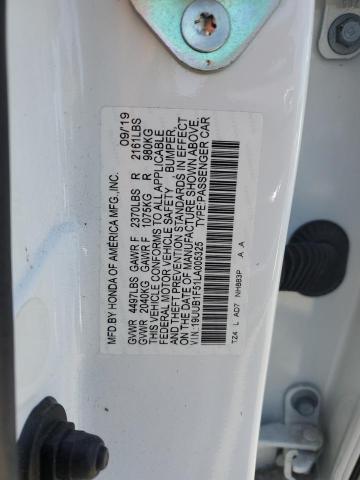 MFD.BY HONDA OF AMERICA MFG.,INC. 09/19
GVWR 4497LBS GAWR F 2370LBS R 2161LBS
GVWR 2040KG GAWR F 1075KG R 980KG
THIS VEHICLE CONFORMS TO ALL APPLICABLE
FEDERAL MOTOR VEHICLE SAFETY, BUMPER,
AND THEFT PREVENTION STANDARDS IN EFFECT
ON THE DATE OF MANUFACTURE SHOWN ABOVE.
V.I.N.:19UUB1F51LA005325 TYPE:PASSENGER CAR
TZ4 L AD7 NH883P A A